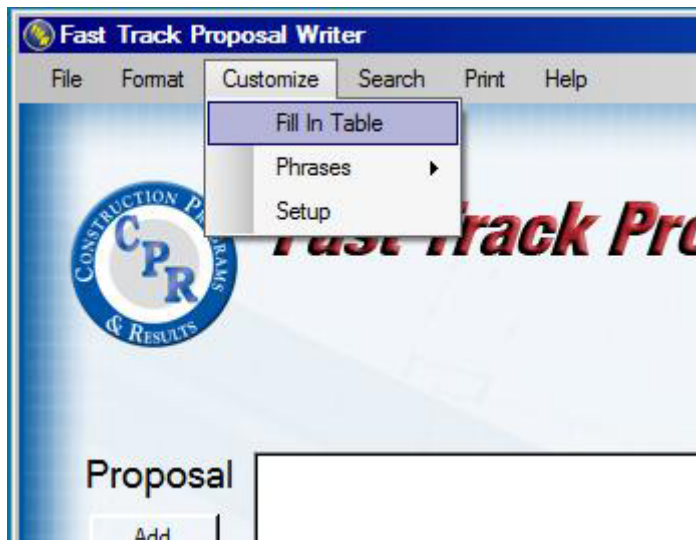 Fast Track Proposal Writer
File Format Customize Search Print Help
Fill In Table
Phrases
Setup
CONSTRUCTION PROGRAMS
CPR
& RESULTS
Fast Track Pro
Proposal
Add